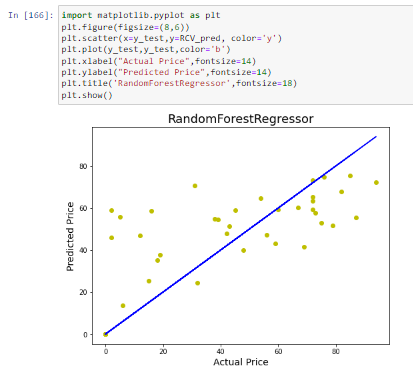 In [166]: import matplotlib.pyplot as plt
plt.figure(figsize=(8,6))
plt.scatter(x=y_test,y=RCV_pred, color='y')
plt.plot(y_test,y_test,color='b')
plt.xlabel("Actual Price",fontsize=14)
plt.ylabel("Predicted Price",fontsize=14)
plt.title('RandomForestRegressor',fontsize=18)
plt.show()
RandomForestRegressor
Predicted Price
80
60
40
20
0
0 20 40 60 80
Actual Price